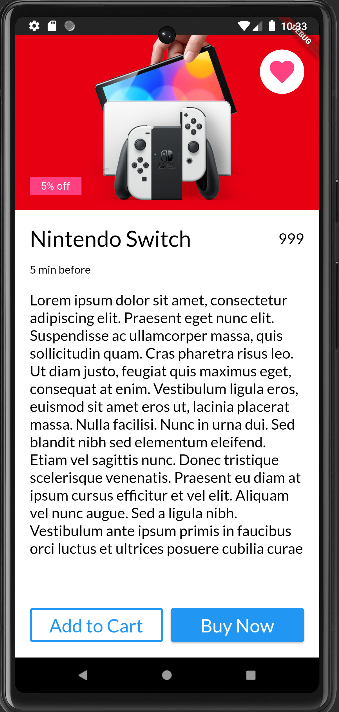 10:33
DEBUG
5% off
Nintendo Switch
999
5 min before
Lorem ipsum dolor sit amet, consectetur
adipiscing elit. Praesent eget nunc elit.
Suspendisse ac ullamcorper massa, quis
sollicitudin quam. Cras pharetra risus leo.
Ut diam justo, feugiat quis maximus eget,
consequat at enim. Vestibulum ligula eros,
euismod sit amet eros ut, lacinia placerat
massa. Nulla facilisi. Nunc in urna dui. Sed
blandit nibh sed elementum eleifend.
Etiam vel sagittis nunc. Donec tristique
scelerisque venenatis. Praesent eu diam at
ipsum cursus efficitur et vel elit. Aliquam
vel nunc augue. Sed a ligula nibh.
Vestibulum ante ipsum primis in faucibus
orci luctus et ultrices posuere cubilia curae
Add to Cart
Buy Now